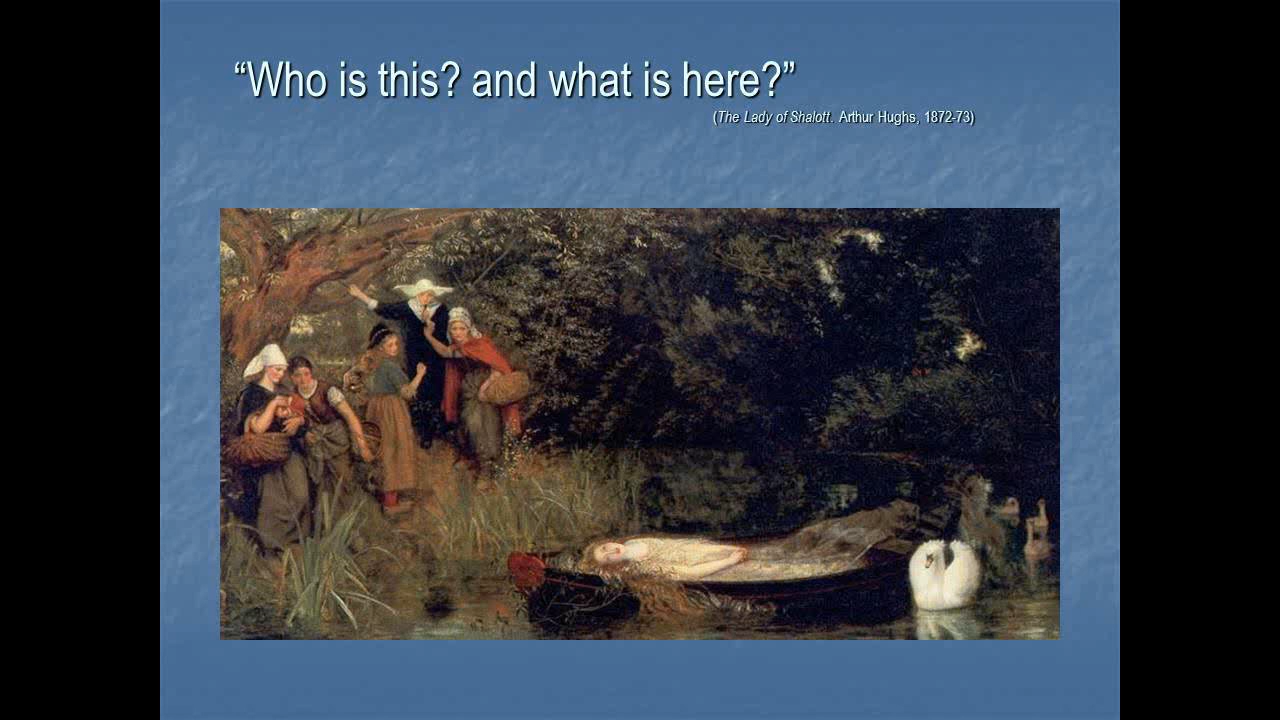 “Who is this? and what is here?”
(The Lady of Shalott. Arthur Hughs, 1872-73)